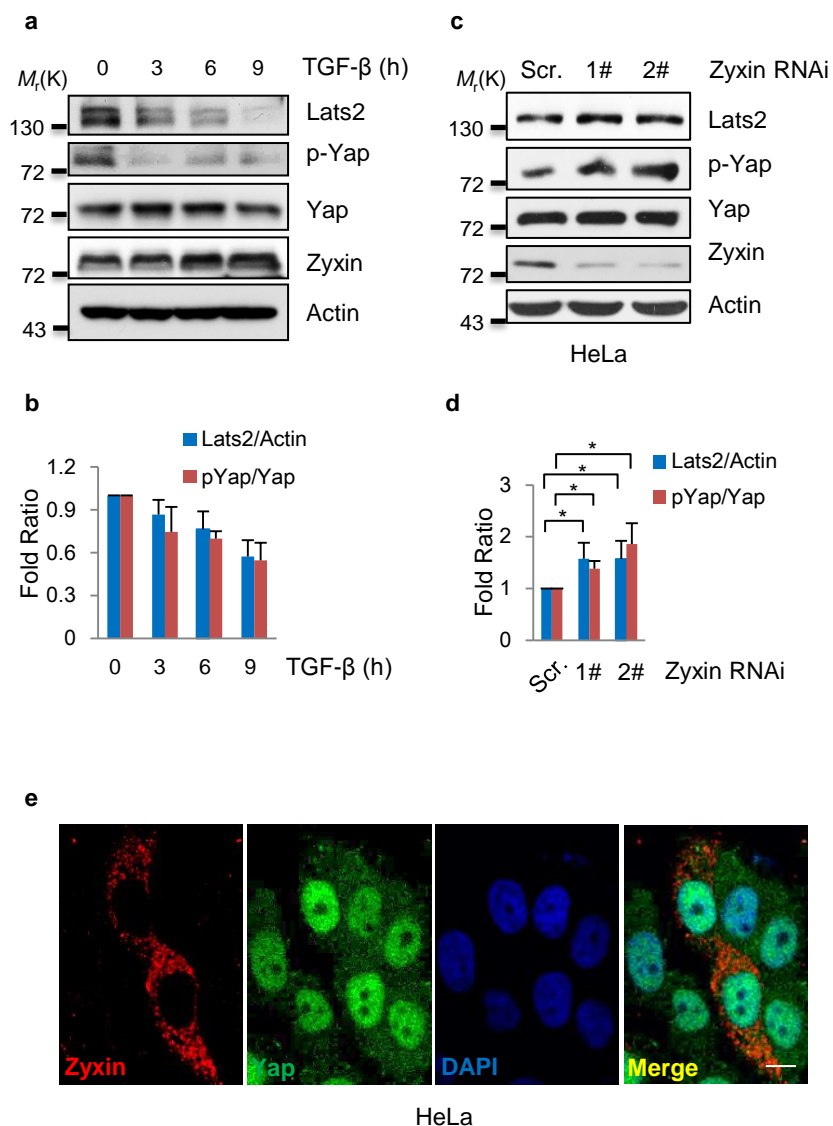 a
0 3 6 9 TGF-β (h)
Mr(K)
130 Lats2
72 p-Yap
72 Yap
72 Zyxin
43 Actin
c
Scr. 1# 2# Zyxin RNAi
Mr(K)
130 Lats2
72 p-Yap
72 Yap
72 Zyxin
43 Actin
HeLa
b
Lats2/Actin
pYap/Yap
Fold Ratio
1.2
0.9
0.6
0.3
0
0 3 6 9 TGF-β (h)
d
* * * *
Lats2/Actin
pYap/Yap
Fold Ratio
3
2
1
0
Scr. 1# 2# Zyxin RNAi
e
Zyxin Yap DAPI Merge
HeLa